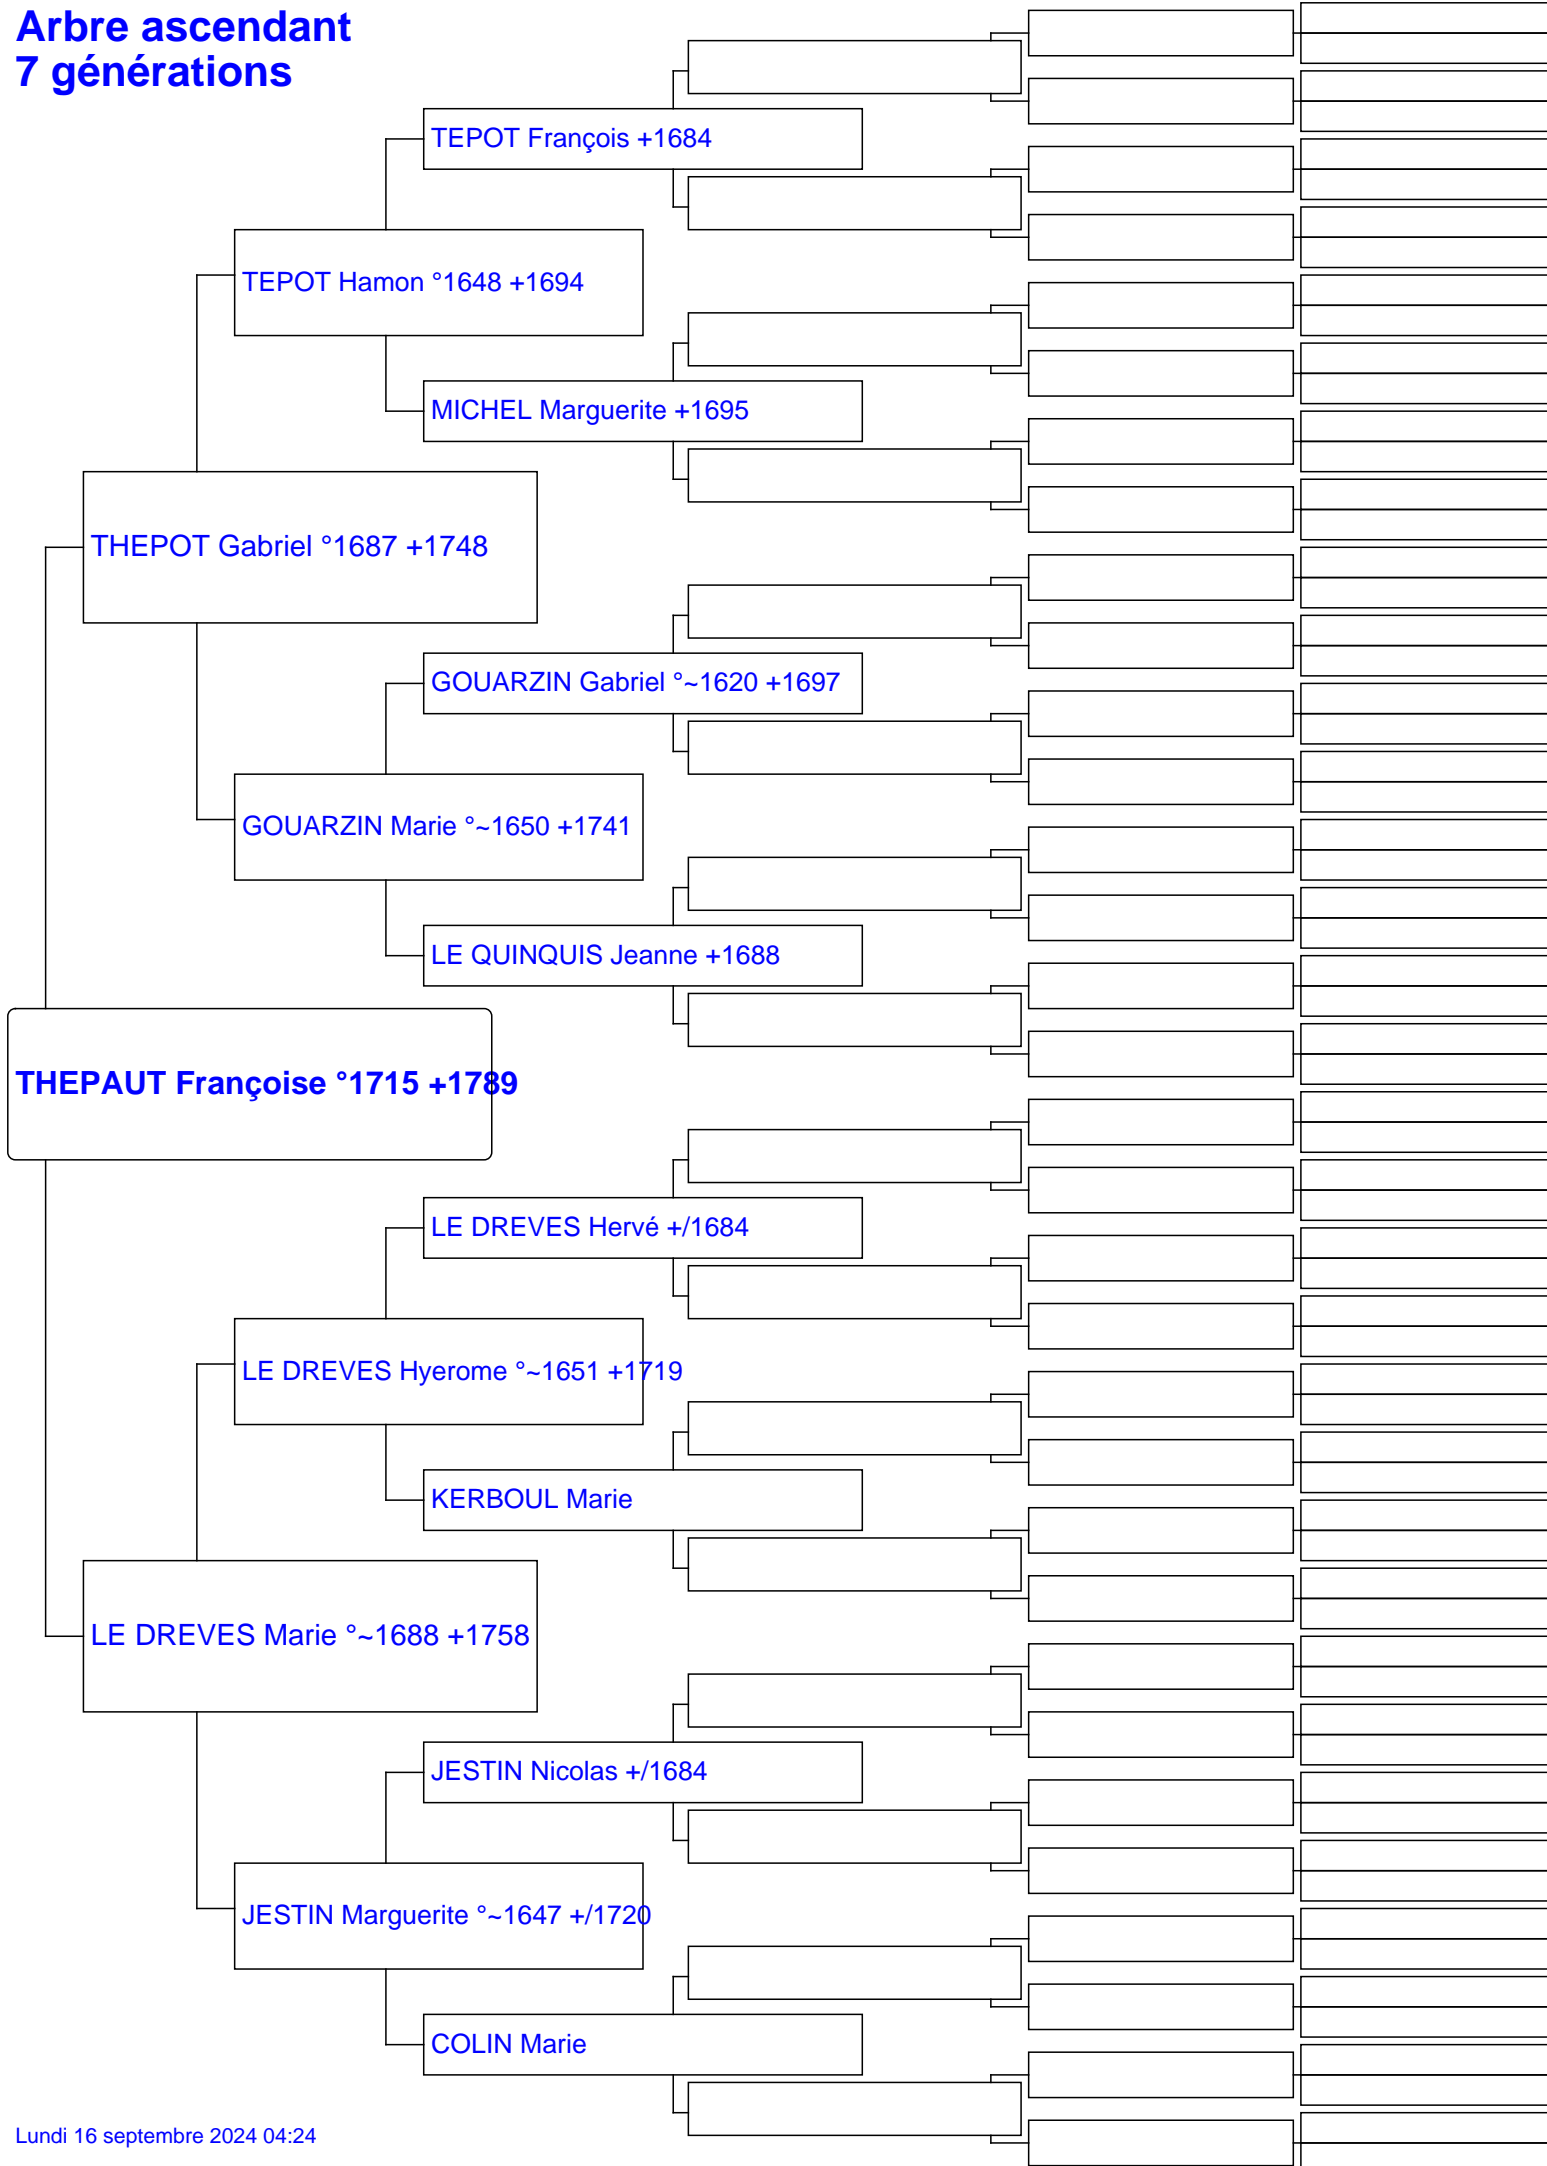 Arbre ascendant
7 générations
TEPOT François +1684
TEPOT Hamon °1648 +1694
MICHEL Marguerite +1695
THEPOT Gabriel °1687 +1748
GOUARZIN Gabriel °~1620 +1697
GOUARZIN Marie °~1650 +1741
LE QUINQUIS Jeanne +1688
THEPAUT Françoise °1715 +1789
LE DREVES Hervé +/1684
LE DREVES Hyerome °~1651 +1719
KERBOUL Marie
LE DREVES Marie °~1688 +1758
JESTIN Nicolas +/1684
JESTIN Marguerite °~1647 +/1720
COLIN Marie
Lundi 16 septembre 2024 04:24